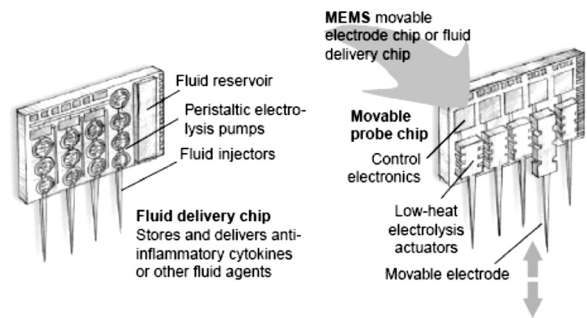 Fluid reservoir
Peristaltic electro-
lysis pumps
Fluid injectors
Fluid delivery chip
Stores and delivers anti-
inflammatory cytokines
or other fluid agents
MEMS movable
electrode chip or fluid
delivery chip
Movable
probe chip
Control
electronics
Low-heat
electrolysis
actuators
Movable electrode